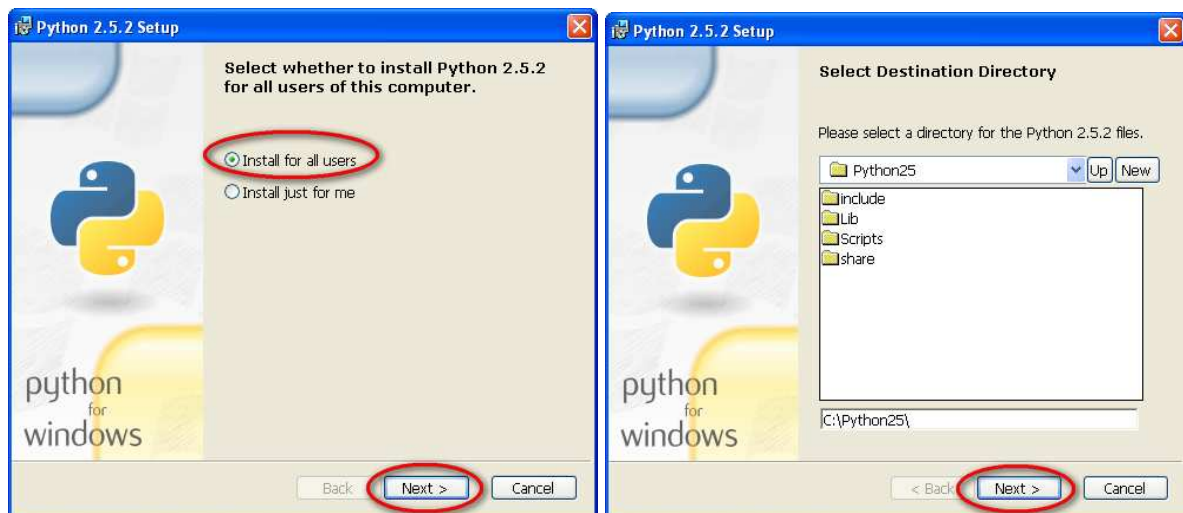 Python 2.5.2 Setup
Select whether to install Python 2.5.2
for all users of this computer.
Install for all users
Install just for me
python
for
windows
Back
Next >
Cancel
Python 2.5.2 Setup
Select Destination Directory
Please select a directory for the Python 2.5.2 files.
Python25
Up
New
include
Lib
Scripts
share
C:\Python25\
python
for
windows
< Back
Next >
Cancel